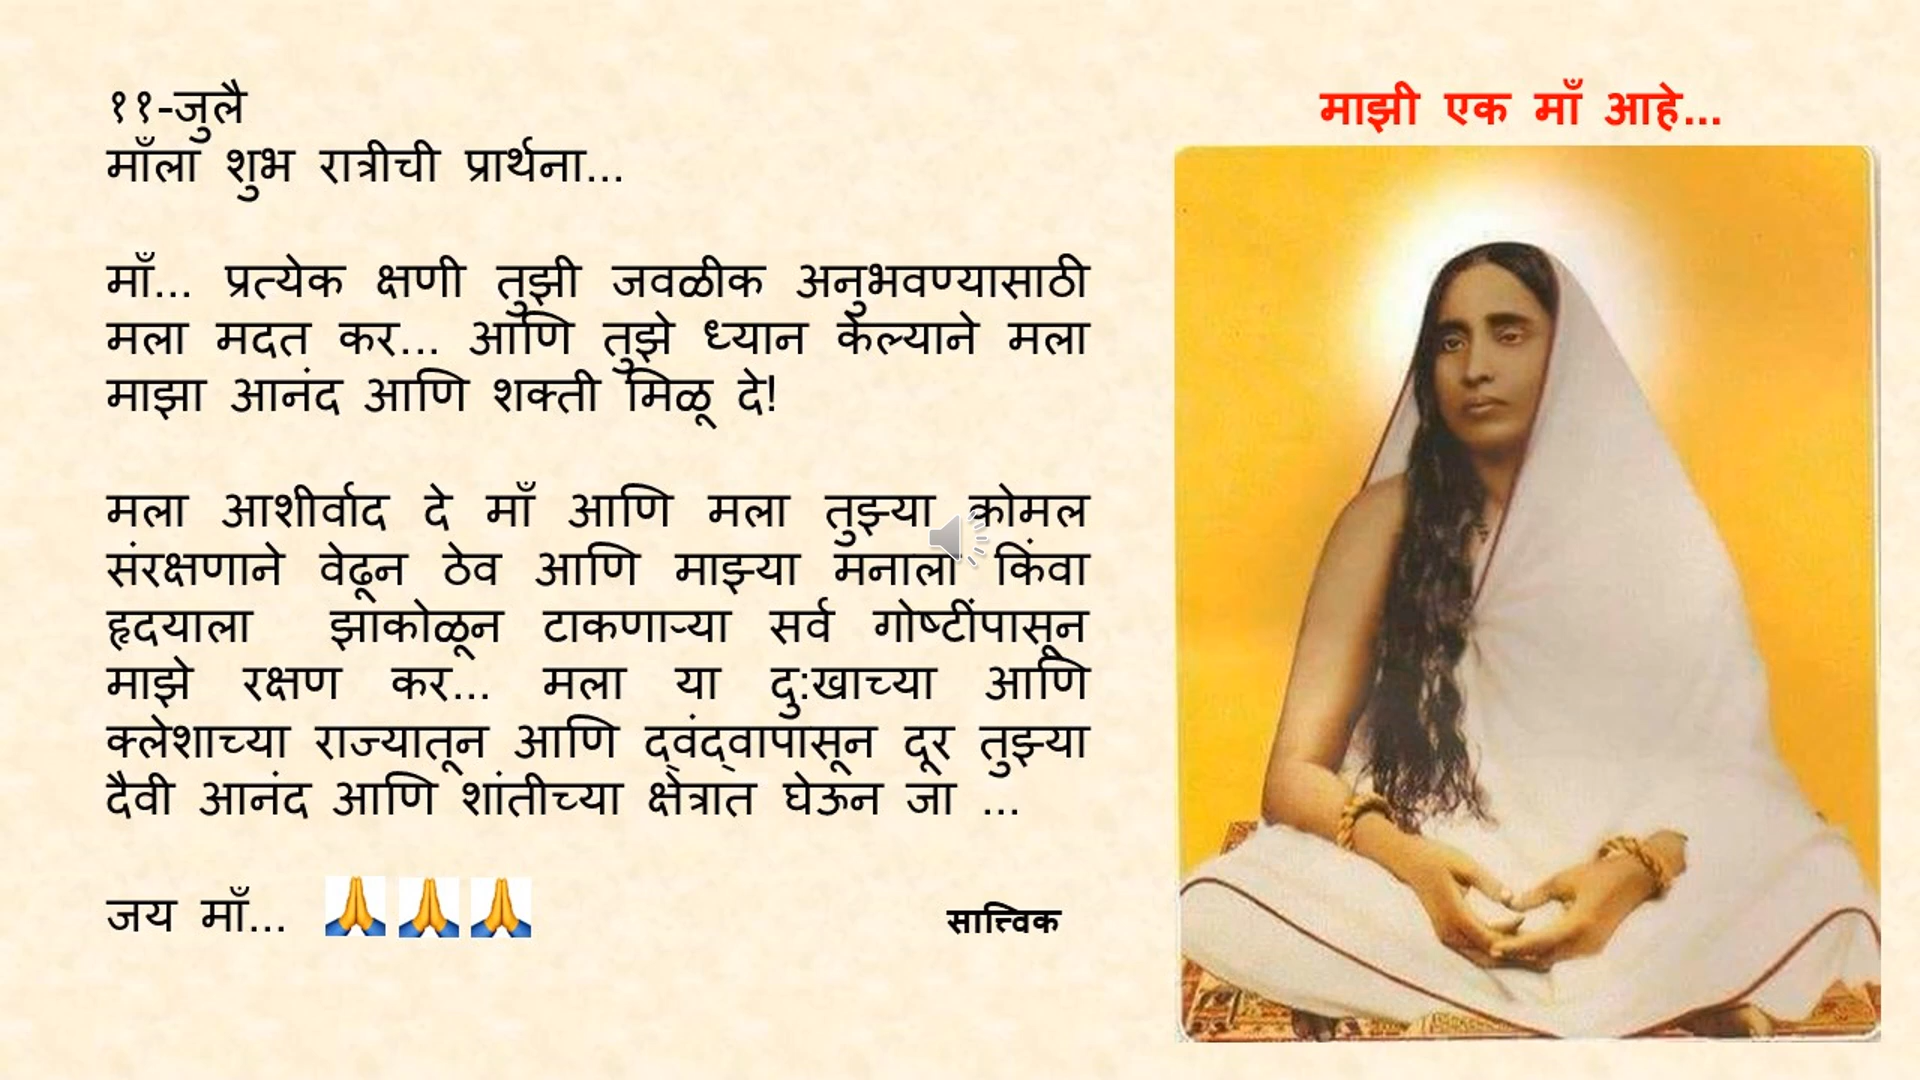 ११-जुलै
माँला शुभ रात्रीची प्रार्थना...
माँ... प्रत्येक क्षणी तुझी जवळीक अनुभवण्यासाठी
मला मदत कर... आणि तुझे ध्यान केल्याने मला
माझा आनंद आणि शक्ती मिळू दे!
मला आशीर्वाद दे माँ आणि मला तुझ्या कोमल
संरक्षणाने वेढून ठेव आणि माझ्या मनाला किंवा
हृदयाला झाकोळून टाकणाऱ्या सर्व गोष्टींपासून
माझे रक्षण कर... मला या दु:खाच्या आणि
क्लेशाच्या राज्यातून आणि द्वंद्वापासून दूर तुझ्या
दैवी आनंद आणि शांतीच्या क्षेत्रात घेऊन जा ...
जय माँ... 🙏🙏🙏
सात्त्विक
माझी एक माँ आहे...